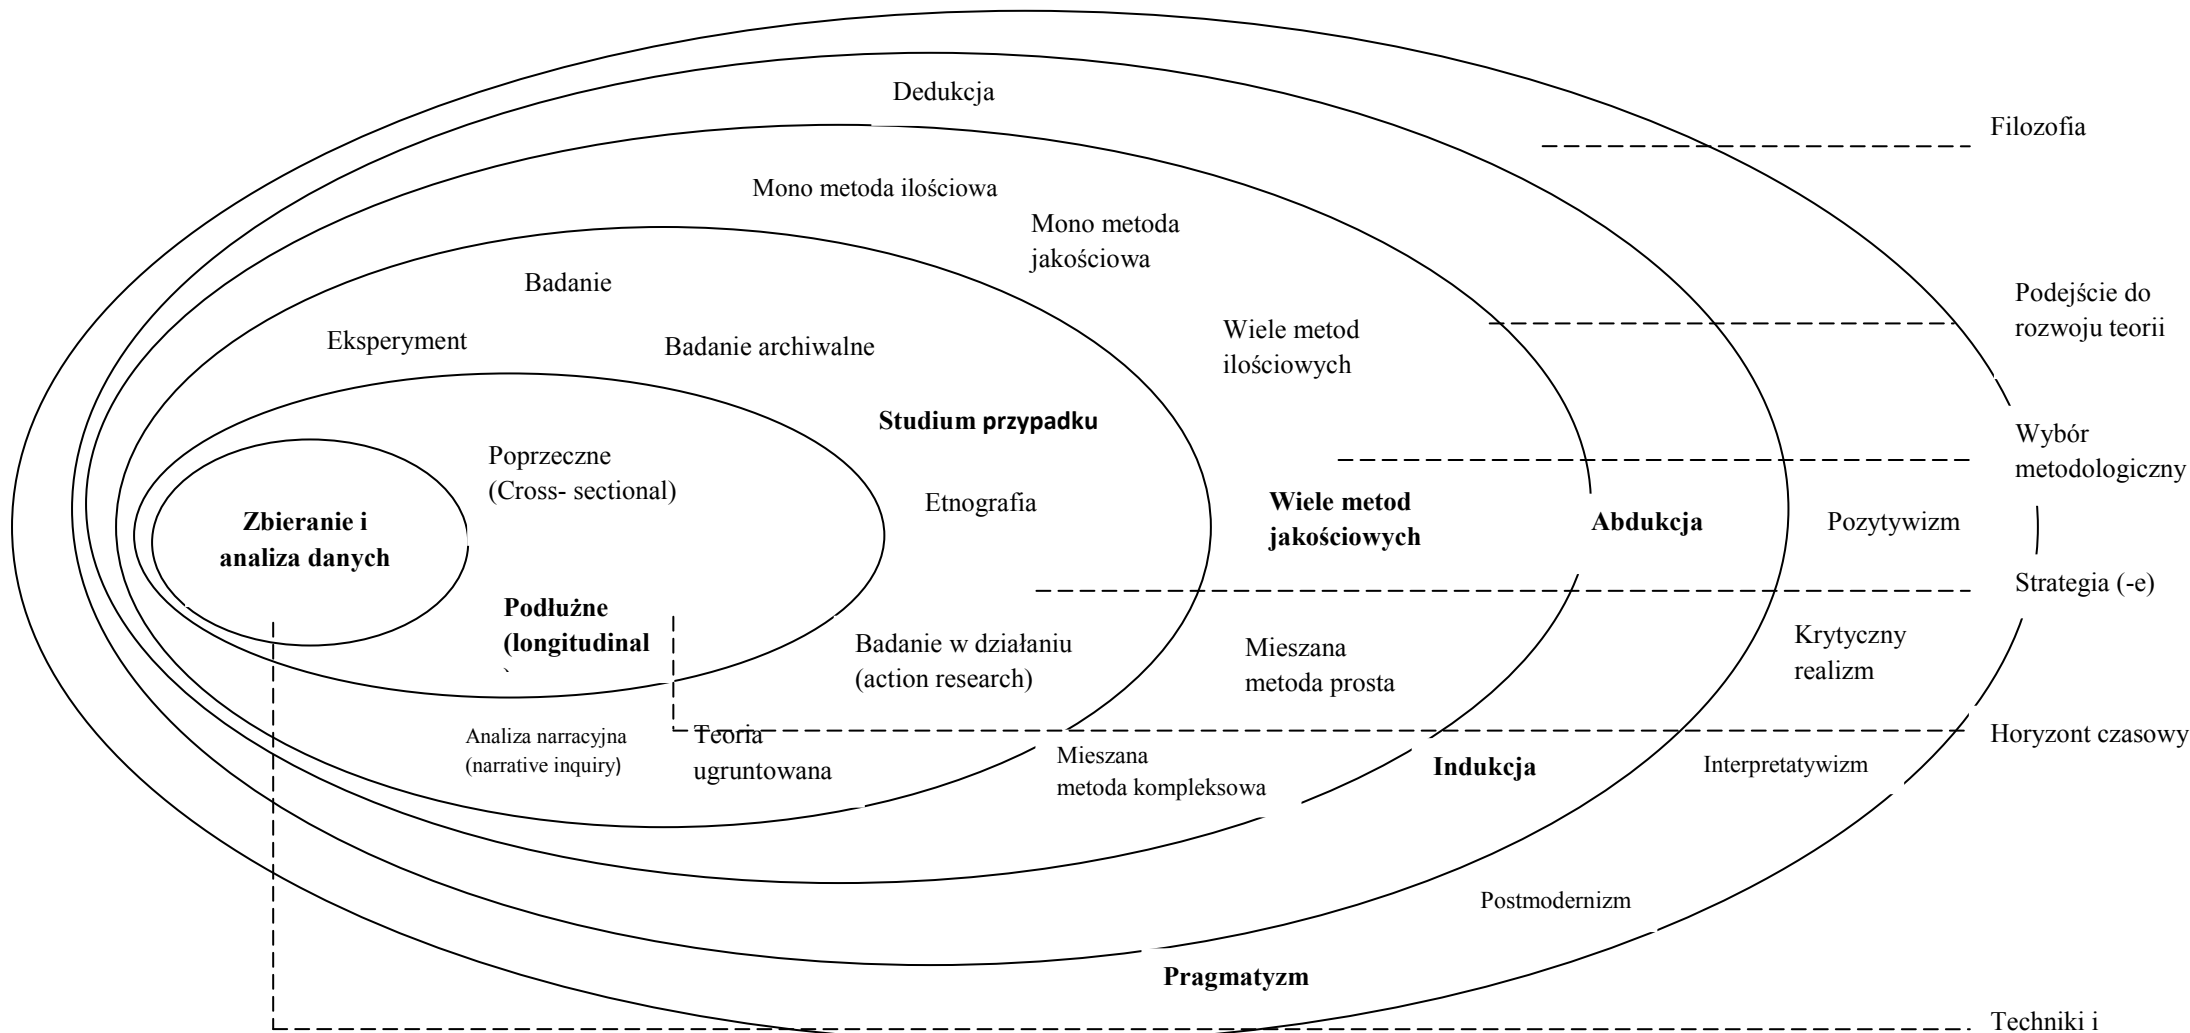 Dedukcja
Filozofia
Mono metoda ilościowa
Mono metoda
jakościowa
Badanie
Podejście do
rozwoju teorii
Eksperyment
Badanie archiwalne
Wiele metod
ilościowych
Studium przypadku
Wybór
metodologiczny
Poprzeczne
(Cross- sectional)
Etnografia
Wiele metod
jakościowych
Abdukcja
Pozytywizm
Zbieranie i
analiza danych
Strategia (-e)
Podłużne
(longitudinal
Badanie w działaniu
(action research)
Mieszana
metoda prosta
Krytyczny
realizm
Analiza narracyjna
(narrative inquiry)
Teoria
ugruntowana
Mieszana
metoda kompleksowa
Indukcja
Interpretatywizm
Horyzont czasowy
Postmodernizm
Pragmatyzm
Techniki i